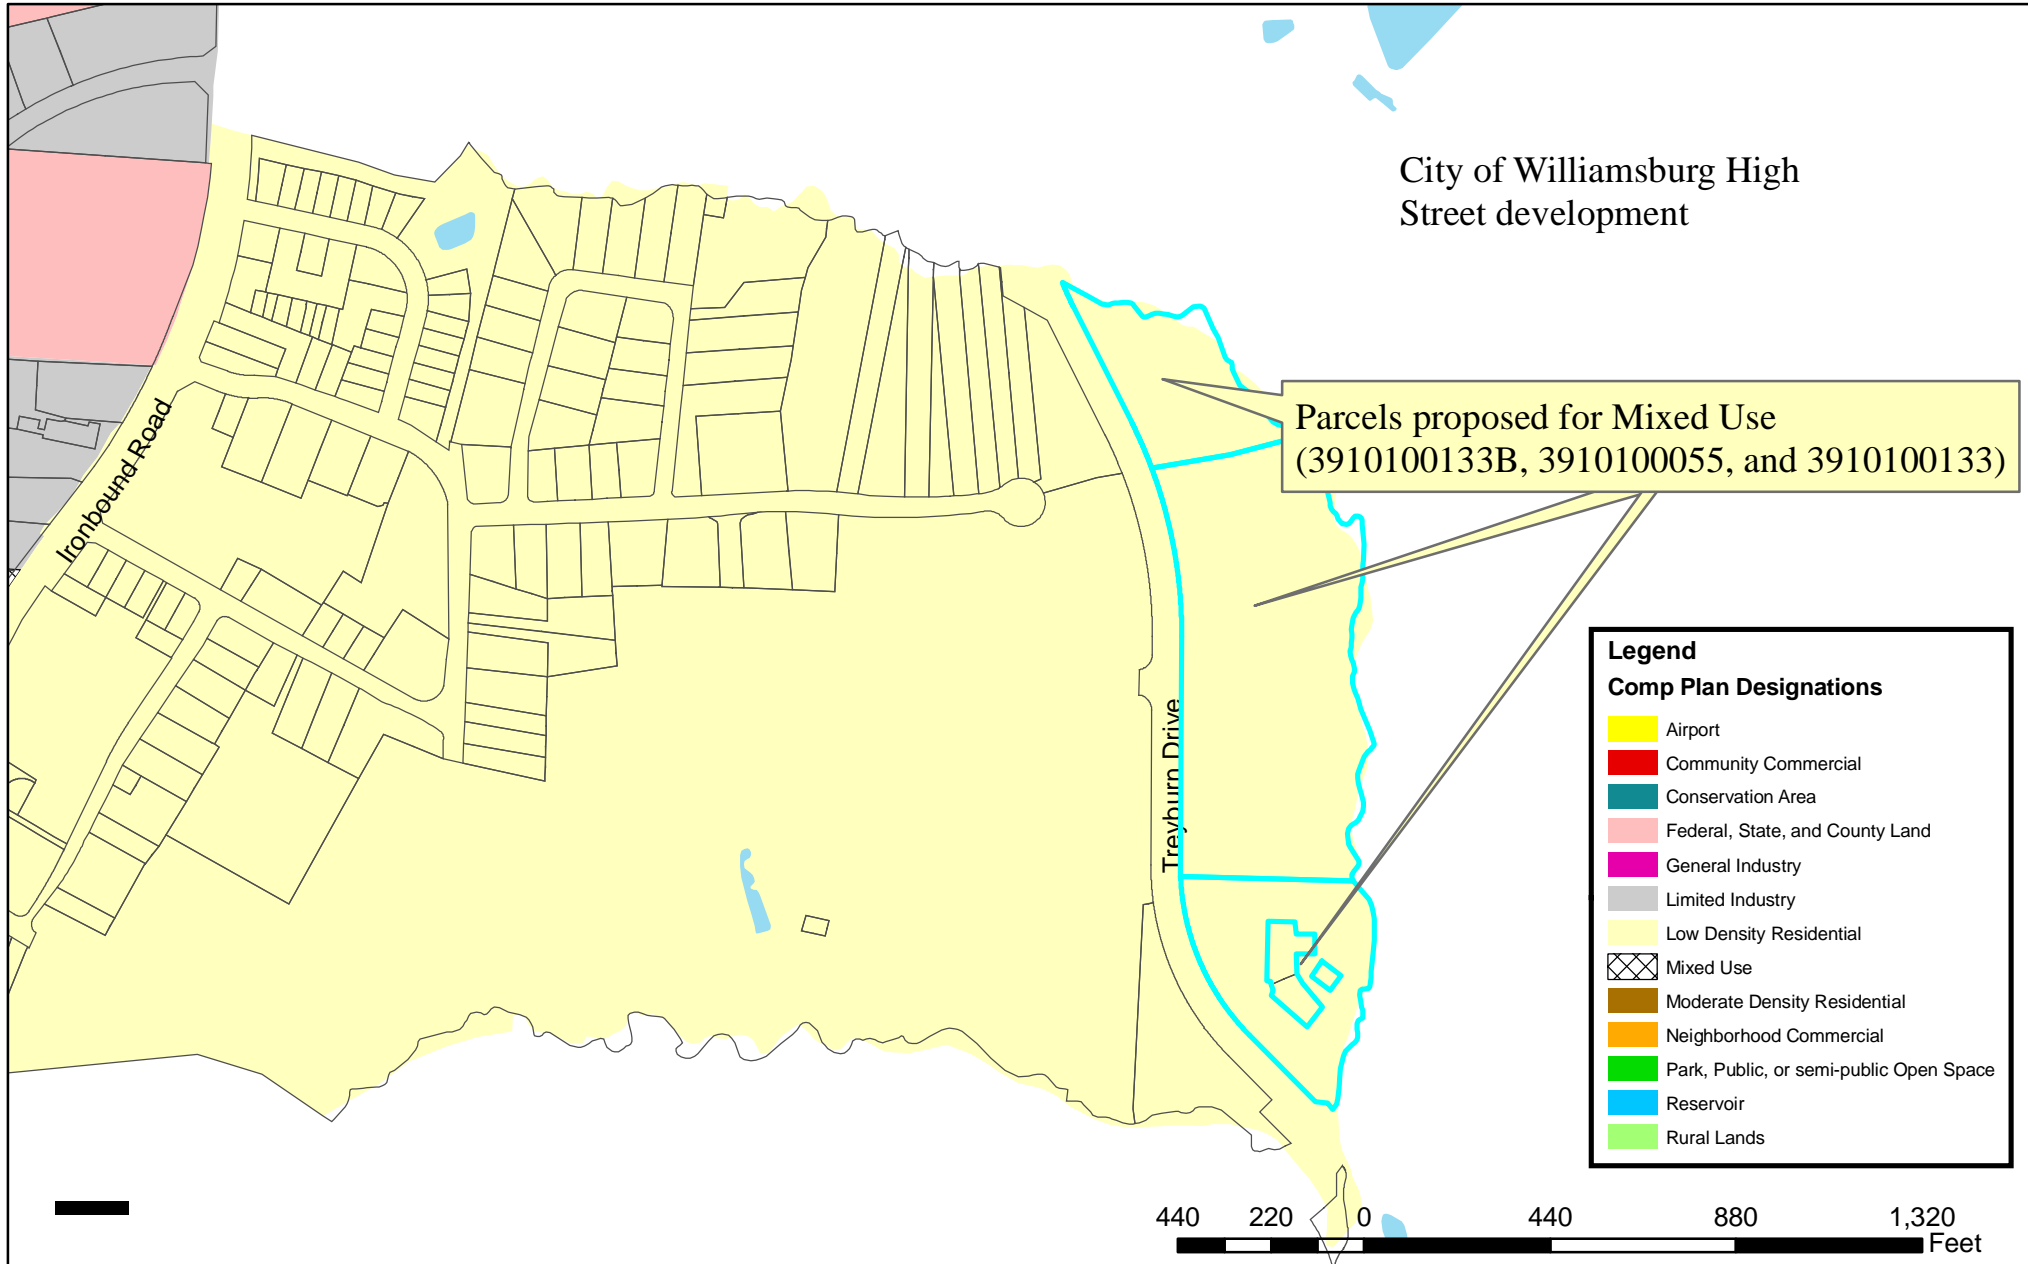 City of Williamsburg High
Street development
Parcels proposed for Mixed Use
(3910100133B, 3910100055, and 3910100133)
Ironbound Road
Treyburn Drive
Legend
Comp Plan Designations
Airport
Community Commercial
Conservation Area
Federal, State, and County Land
General Industry
Limited Industry
Low Density Residential
Mixed Use
Moderate Density Residential
Neighborhood Commercial
Park, Public, or semi-public Open Space
Reservoir
Rural Lands
440 220 0 440 880 1,320
Feet